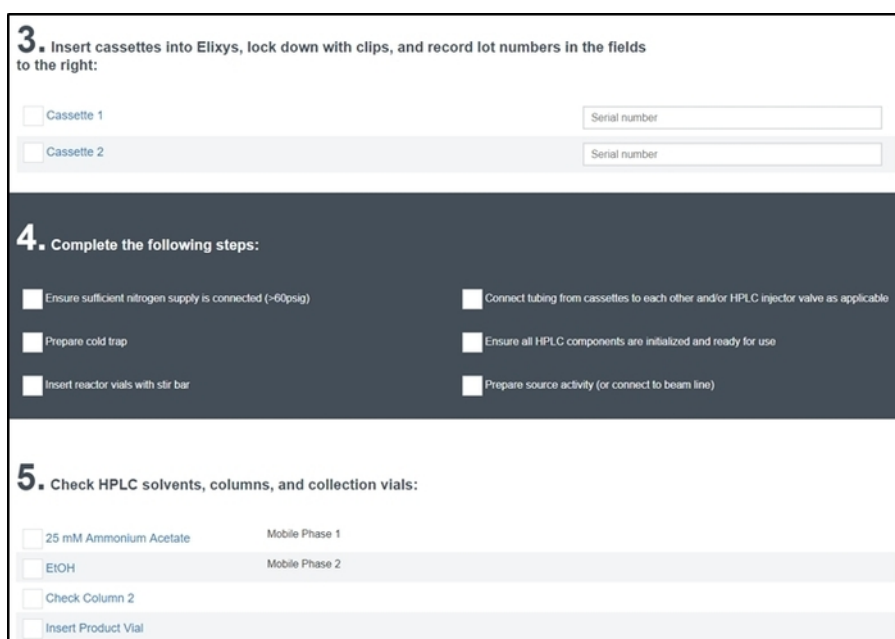 3. Insert cassettes into Elixys, lock down with clips, and record lot numbers in the fields
to the right:
Cassette 1 Serial number
Cassette 2 Serial number
4. Complete the following steps:
Ensure sufficient nitrogen supply is connected (>60psig) Connect tubing from cassettes to each other and/or HPLC injector valve as applicable
Prepare cold trap Ensure all HPLC components are initialized and ready for use
Insert reactor vials with stir bar Prepare source activity (or connect to beam line)
5. Check HPLC solvents, columns, and collection vials:
25 mM Ammonium Acetate Mobile Phase 1
EtOH Mobile Phase 2
Check Column 2
Insert Product Vial